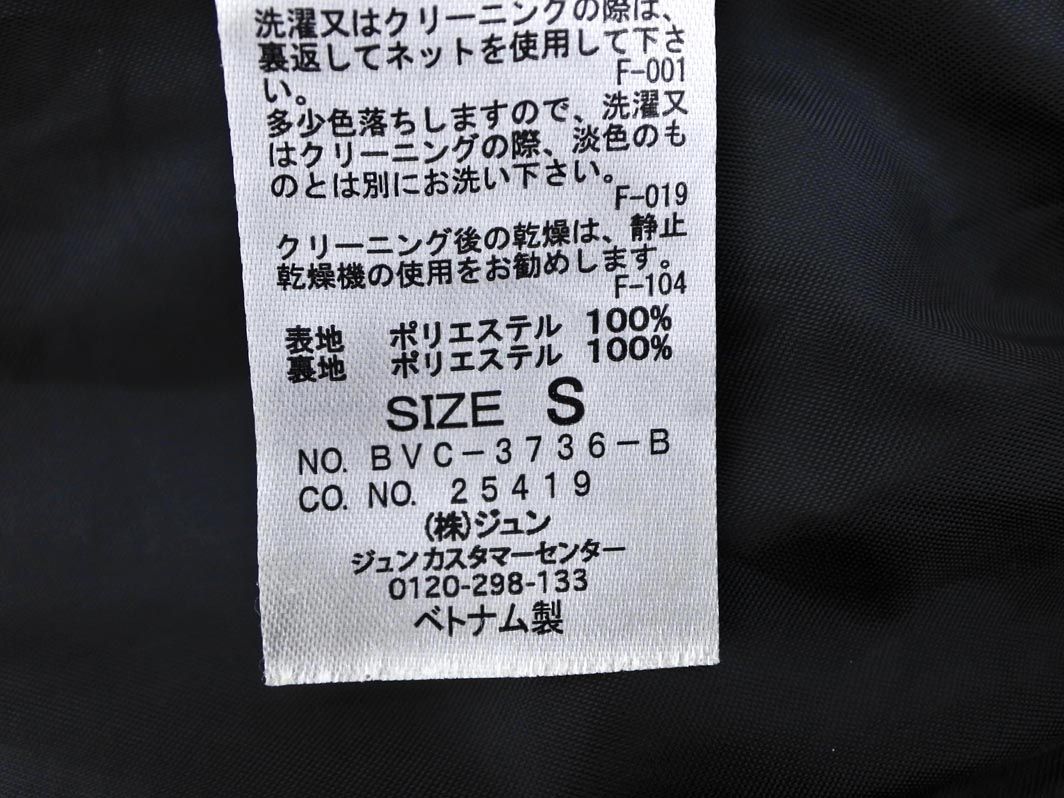 洗濯又はクリーニングの際は、
裏返してネットを使用して下さ
い。
F-001
多少色落ちしますので、洗濯又
はクリーニングの際、淡色のも
のとは別にお洗い下さい。
F-019
クリーニング後の乾燥は、静止
乾燥機の使用をお勧めします。
F-104
表地 ポリエステル 100%
裏地 ポリエステル 100%
SIZE S
NO. BVC-3736-B
CO. NO. 25419
(株)ジュン
ジュンカスタマーセンター
0120-298-133
ベトナム製